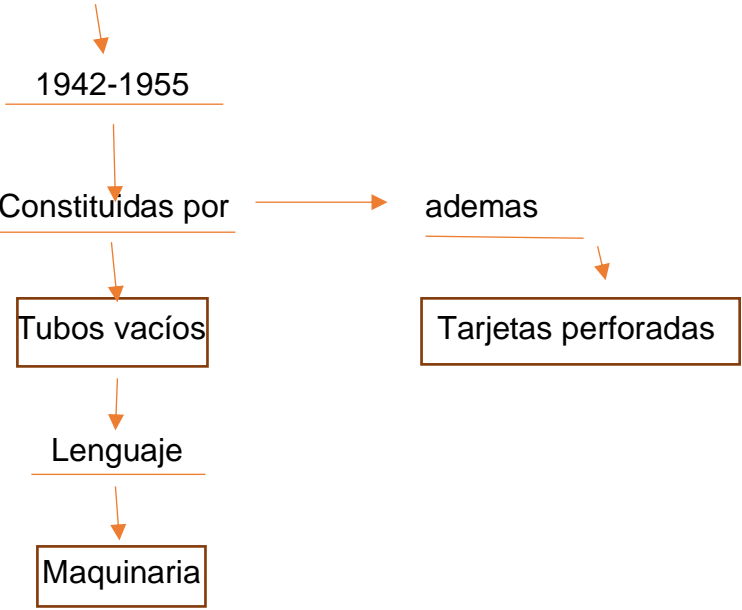 1942-1955
Constituidas por
ademas
Tubos vacíos
Tarjetas perforadas
Lenguaje
Maquinaria